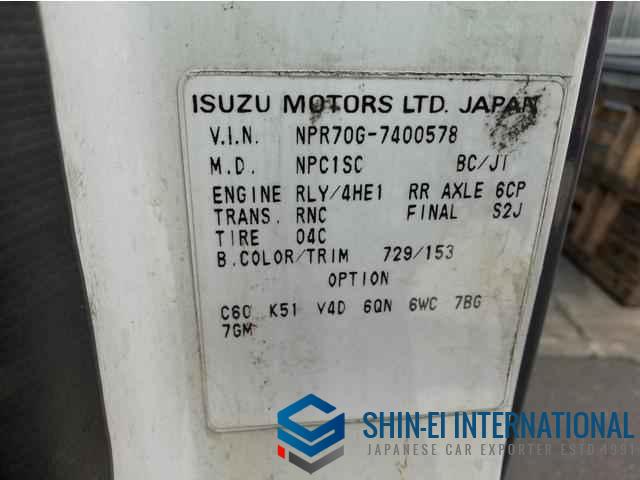 ISUZU MOTORS LTD. JAPAN
V.I.N. NPR70G-7400578
M.D. NPC1SC BC/J1
ENGINE RLY/4HE1 RR AXLE 6CP
TRANS. RNC FINAL S2J
TIRE 04C
B.COLOR/TRIM 729/153
OPTION
C60 K51 V4D 6QN 6WC 7BG
7GM
SHIN-EI INTERNATIONAL
JAPANESE CAR EXPORTER ESTD.1991